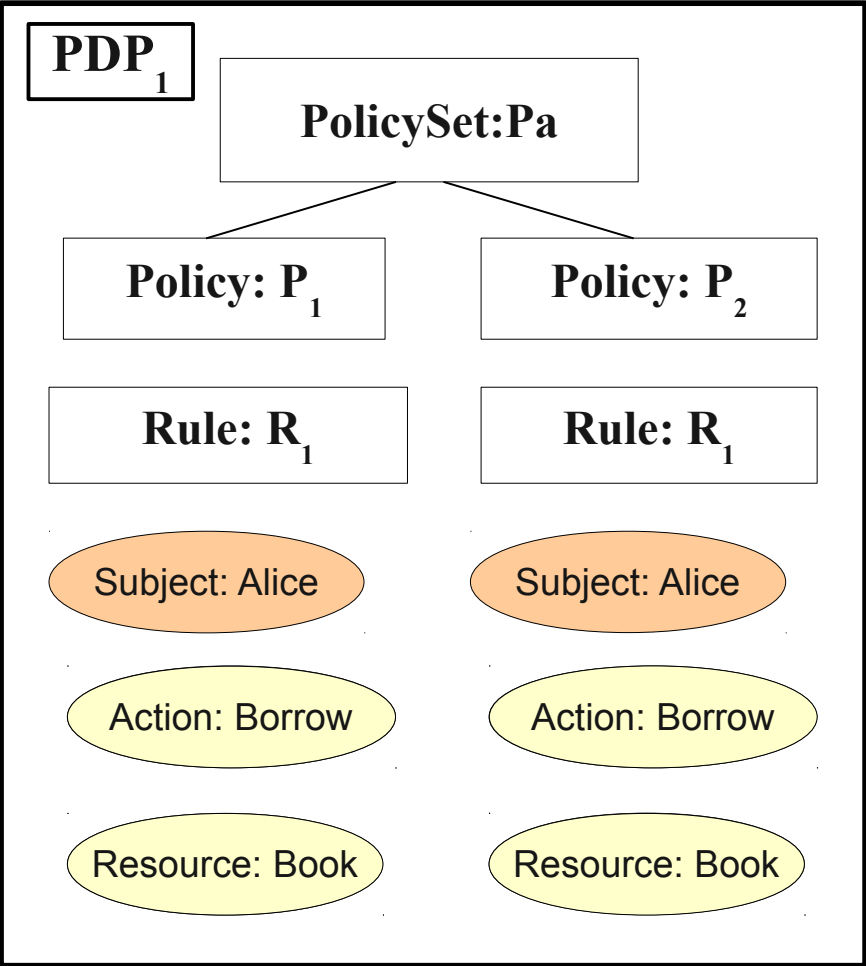 PDP1
PolicySet:Pa
Policy: P1
Policy: P2
Rule: R1
Rule: R1
Subject: Alice
Subject: Alice
Action: Borrow
Action: Borrow
Resource: Book
Resource: Book